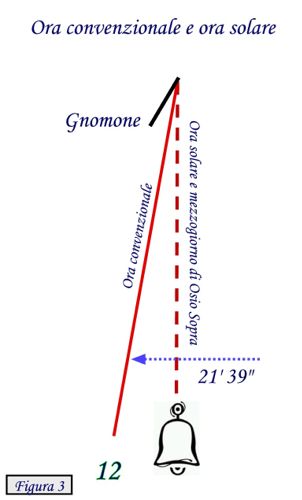 Ora convenzionale e ora solare
Gnomone
Ora convenzionale
Ora solare e mezzogiorno di Osio Sopra
21' 39"
12
Figura 3